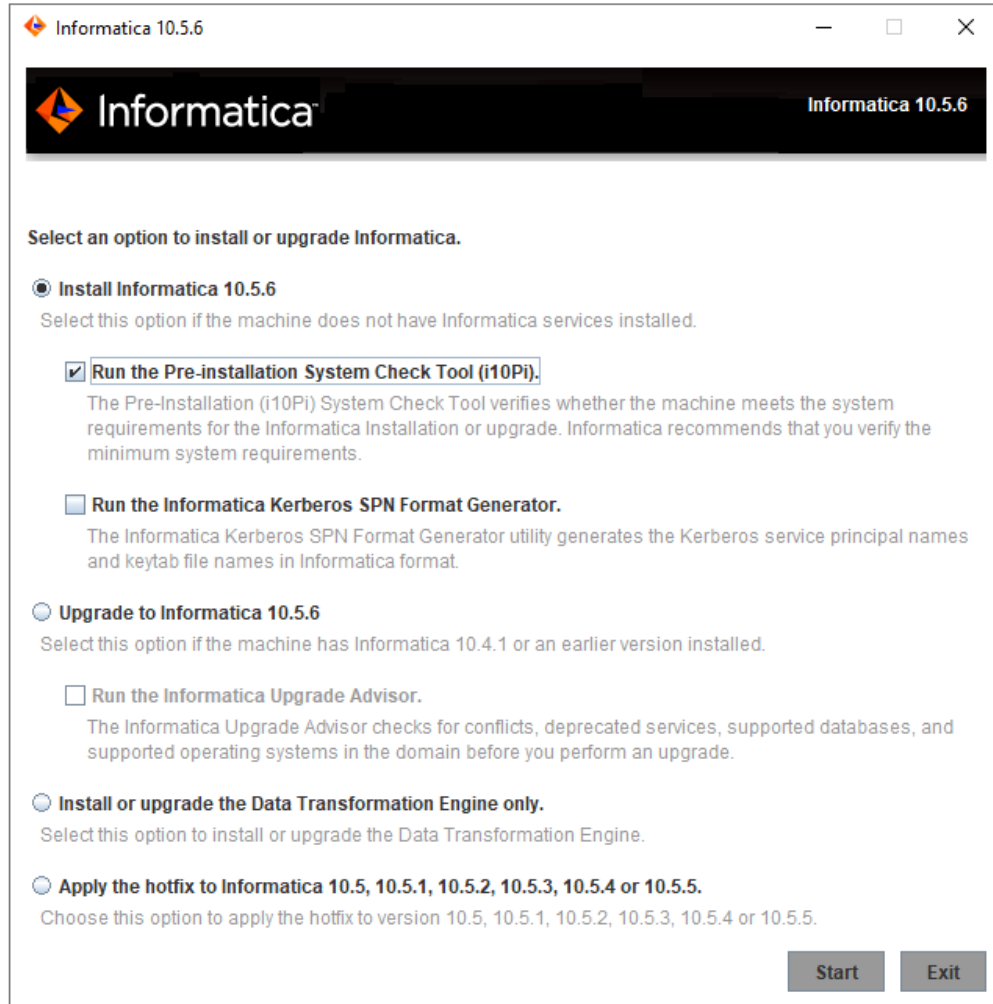 Informatica 10.5.6
Informatica
Informatica 10.5.6
Select an option to install or upgrade Informatica.
Install Informatica 10.5.6
Select this option if the machine does not have Informatica services installed.
Run the Pre-installation System Check Tool (i10Pi).
The Pre-Installation (i10Pi) System Check Tool verifies whether the machine meets the system
requirements for the Informatica Installation or upgrade. Informatica recommends that you verify the
minimum system requirements.
Run the Informatica Kerberos SPN Format Generator.
The Informatica Kerberos SPN Format Generator utility generates the Kerberos service principal names
and keytab file names in Informatica format.
Upgrade to Informatica 10.5.6
Select this option if the machine has Informatica 10.4.1 or an earlier version installed.
Run the Informatica Upgrade Advisor.
The Informatica Upgrade Advisor checks for conflicts, deprecated services, supported databases, and
supported operating systems in the domain before you perform an upgrade.
Install or upgrade the Data Transformation Engine only.
Select this option to install or upgrade the Data Transformation Engine.
Apply the hotfix to Informatica 10.5, 10.5.1, 10.5.2, 10.5.3, 10.5.4 or 10.5.5.
Choose this option to apply the hotfix to version 10.5, 10.5.1, 10.5.2, 10.5.3, 10.5.4 or 10.5.5.
Start Exit